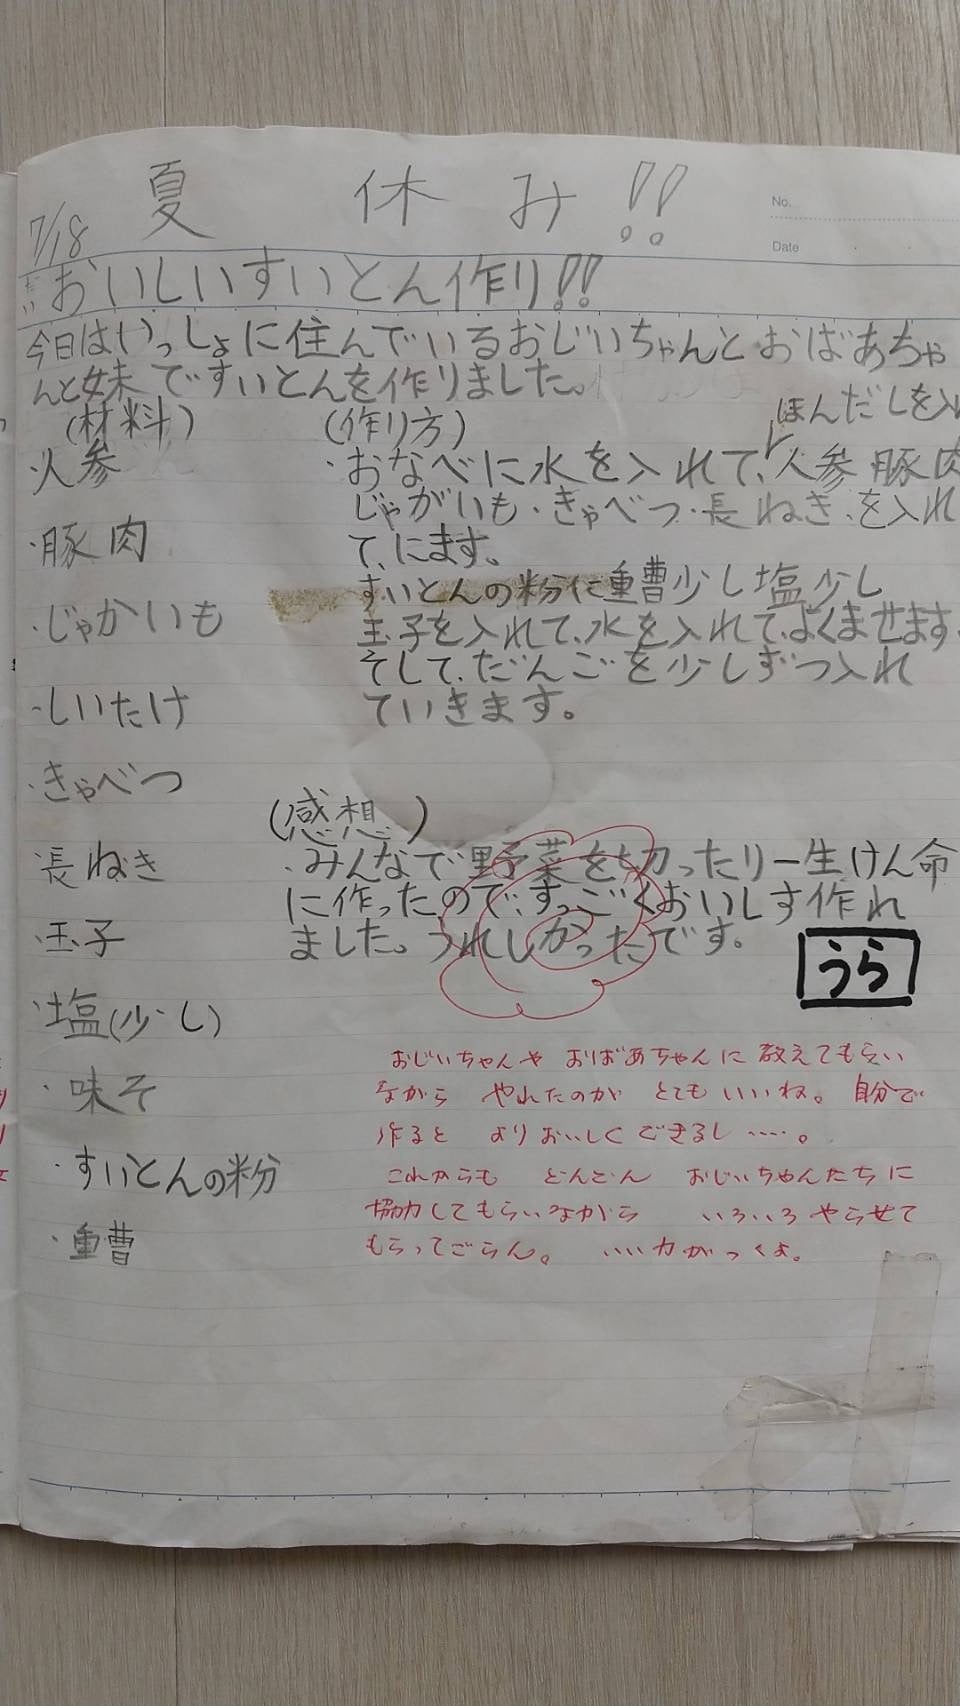 夏休み!!
No.
Date
7/18
だい おいしいすいとん作り!!
今日はいっしょに住んでいるおじいちゃんとおばあちゃ
んと妹ですいとんを作りました。
(材料)
・人参
・豚肉
・じゃかいも
・しいたけ
・きゃべつ
長ねき
・玉子
・塩(少し)
・味そ
・すいとんの粉
・重曹
(作り方)
ほんだしを入
・おなべに水を入れて、人参豚肉
じゃがいも・きゃべつ・長ねぎ、を入れ
て、にます。
すいとんの粉に重曹少し塩少し
玉子を入れて、水を入れて、よくませます
そして、だんごを少しずつ入れ
ていきます。
(感想)
・みんなで野菜を切ったり一生けん命
に作ったので、すっごくおいしす作れ
ました。うれしかったです。
うら
おじいちゃんや おばあちゃんに 教えてもらい
ながら やれたのが とてもいいね。自分で
作ると よりおいしくできるし……。
これからも どんどん おじいちゃんたちに
協力してもらいながら いろいろやらせて
もらってごらん。 いい力がつくよ。